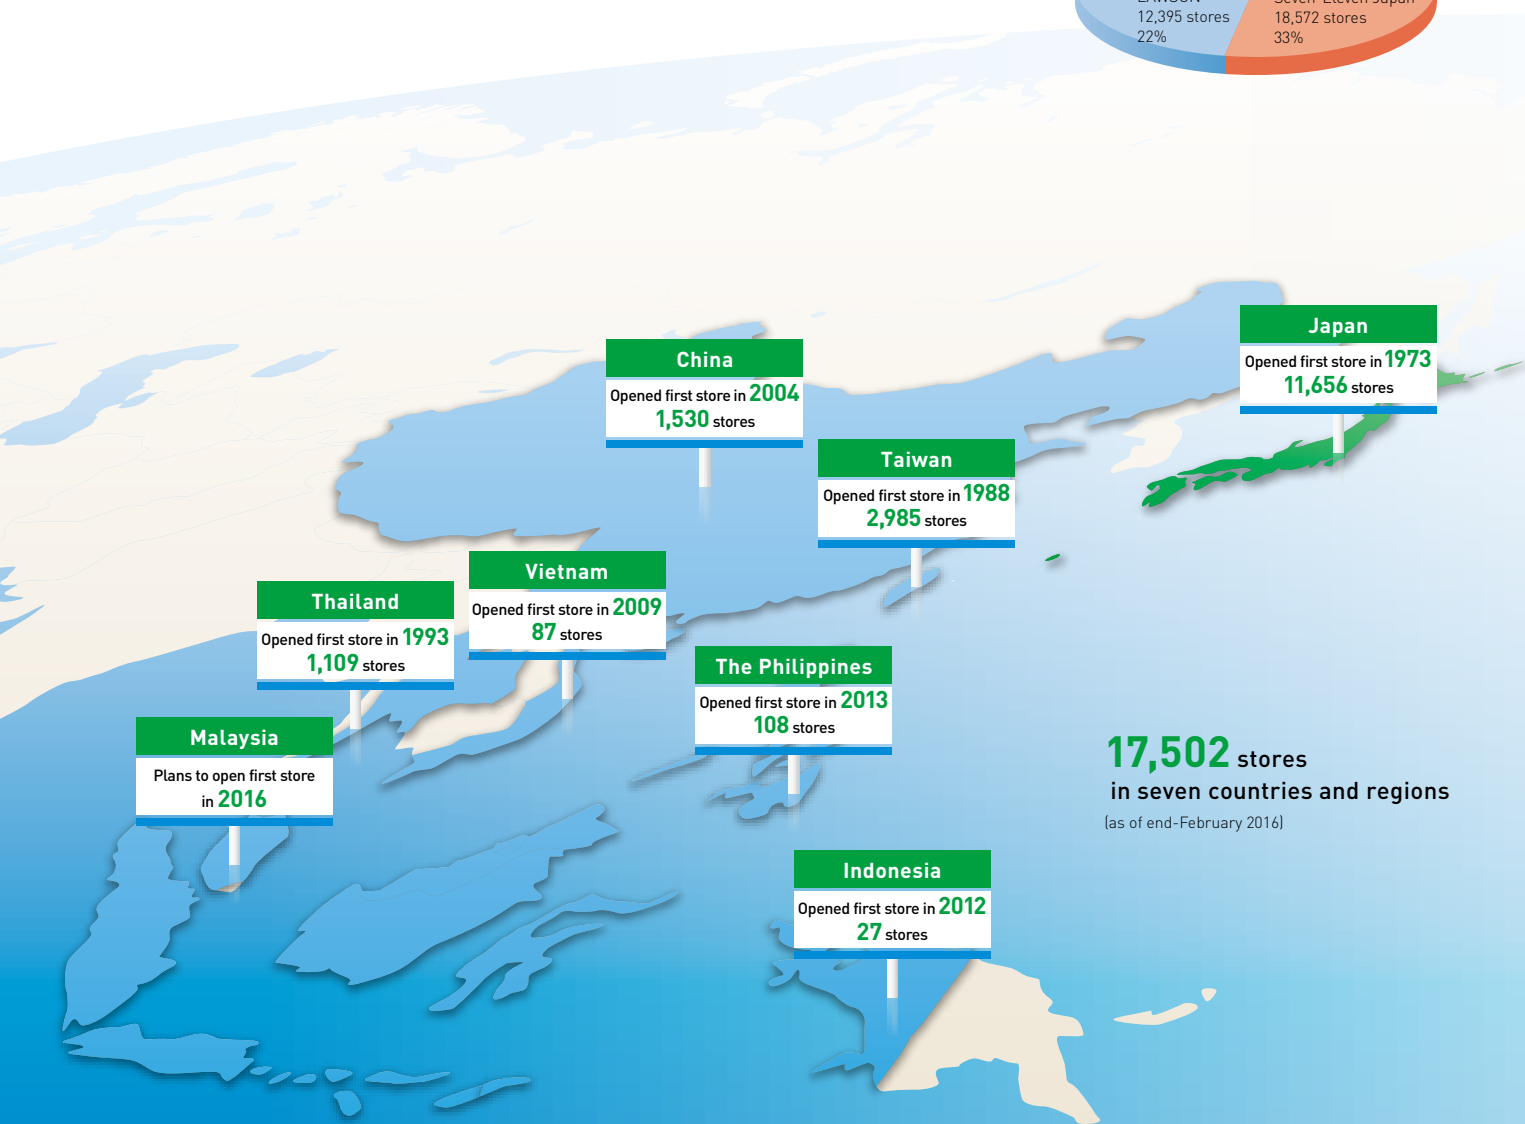 LAWSON
12,395 stores
22%
Seven-Eleven Japan
18,572 stores
33%
Japan
Opened first store in 1973
11,656 stores
China
Opened first store in 2004
1,530 stores
Taiwan
Opened first store in 1988
2,985 stores
Vietnam
Opened first store in 2009
87 stores
Thailand
Opened first store in 1993
1,109 stores
The Philippines
Opened first store in 2013
108 stores
Malaysia
Plans to open first store
in 2016
17,502 stores
in seven countries and regions
(as of end-February 2016)
Indonesia
Opened first store in 2012
27 stores